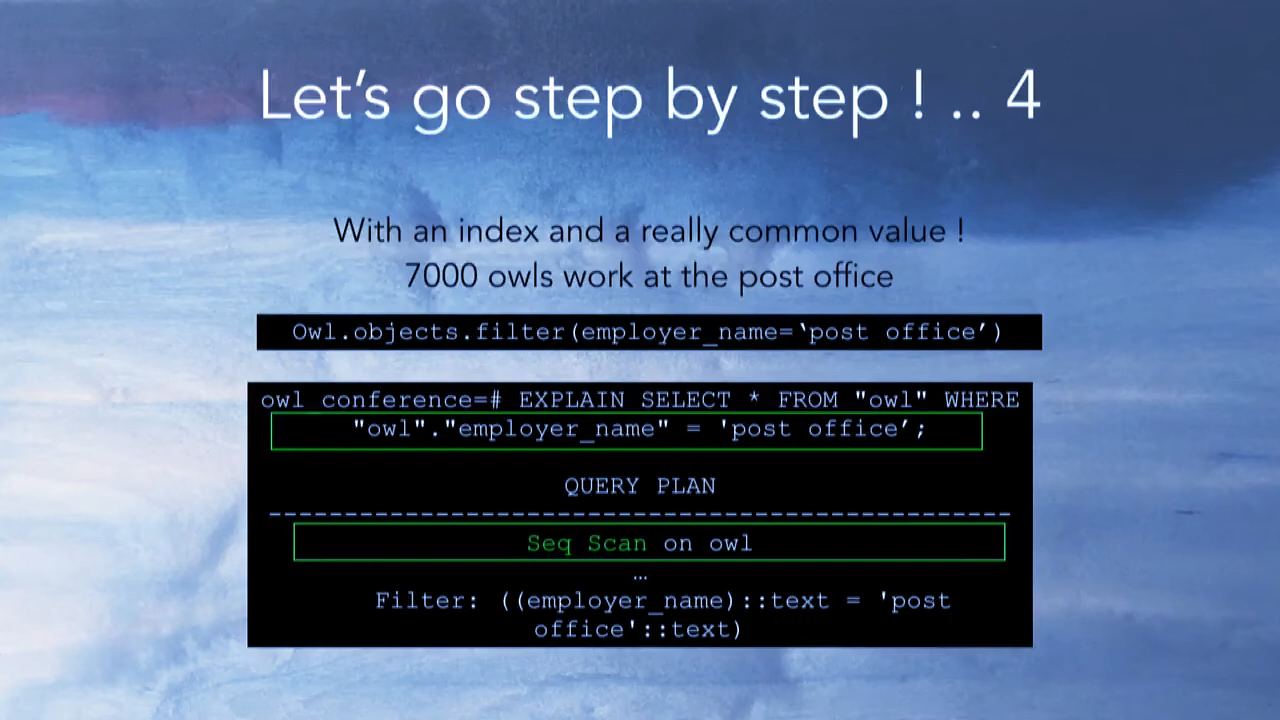 Let’s go step by step ! .. 4
With an index and a really common value !
7000 owls work at the post office
Owl.objects.filter(employer_name=‘post office’)
owl_conference=# EXPLAIN SELECT * FROM "owl" WHERE
"owl"."employer_name" = 'post office’;
QUERY PLAN
--------------------------------------------------
Seq Scan on owl
…
Filter: ((employer_name)::text = 'post
office'::text)